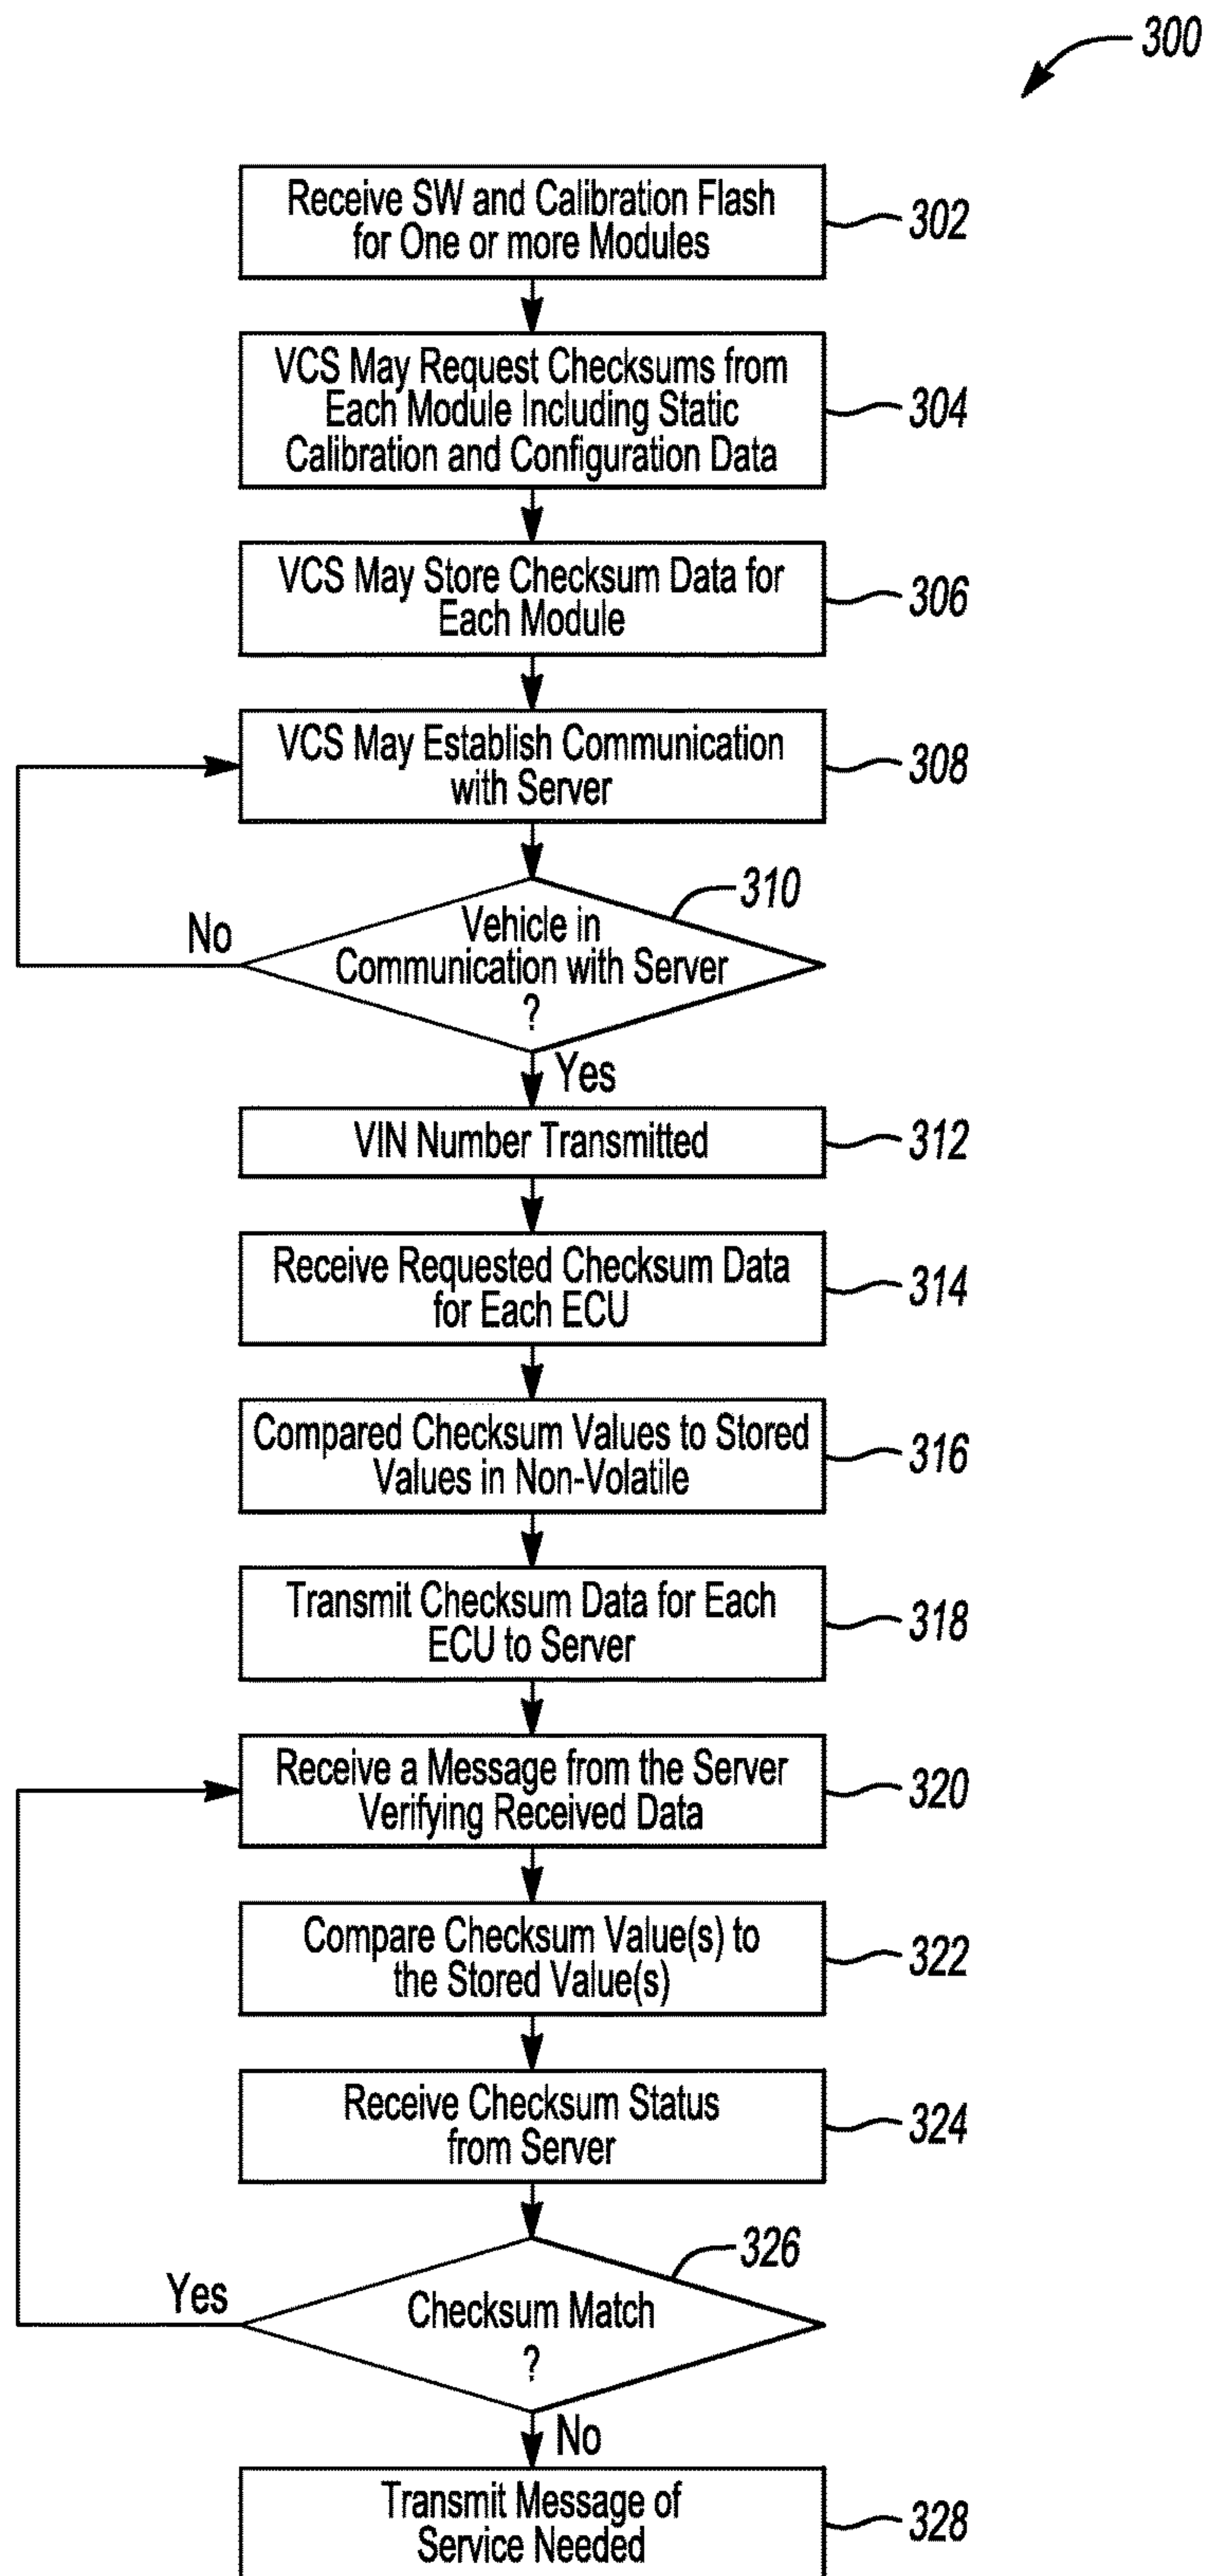 300
Receive SW and Calibration Flash
for One or more Modules
302
VCS May Request Checksums from
Each Module Including Static
Calibration and Configuration Data
304
VCS May Store Checksum Data for
Each Module
306
VCS May Establish Communication
with Server
308
310
Vehicle in
Communication with Server
?
No
Yes
VIN Number Transmitted
312
Receive Requested Checksum Data
for Each ECU
314
Compared Checksum Values to Stored
Values in Non-Volatile
316
Transmit Checksum Data for Each
ECU to Server
318
Receive a Message from the Server
Verifying Received Data
320
Compare Checksum Value(s) to
the Stored Value(s)
322
Receive Checksum Status
from Server
324
326
Checksum Match
?
Yes
No
Transmit Message of
Service Needed
328